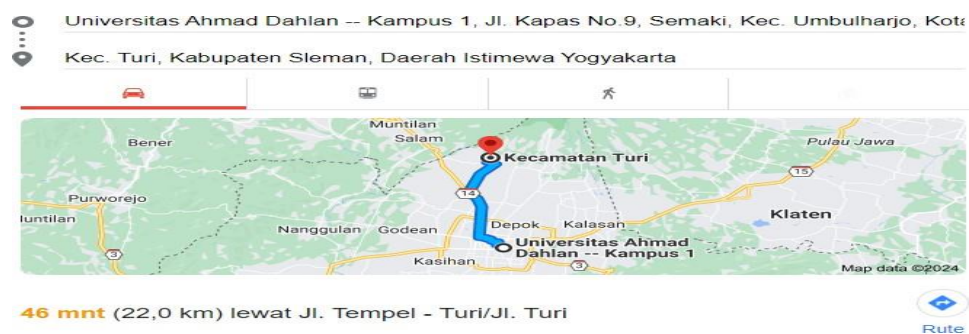 Universitas Ahmad Dahlan -- Kampus 1, Jl. Kapas No.9, Semaki, Kec. Umbulharjo, Kota
Kec. Turi, Kabupaten Sleman, Daerah Istimewa Yogyakarta
Muntilan
Salam
Bener
Pulau Jawa
Kecamatan Turi
15
14
Purworejo
luntilan
Klaten
Nanggulan
Godean
Depok
Kalasan
Universitas Ahmad
Dahlan -- Kampus 1
3
Kasihan
3
Map data ©2024
46 mnt (22,0 km) lewat Jl. Tempel - Turi/Jl. Turi
Rute